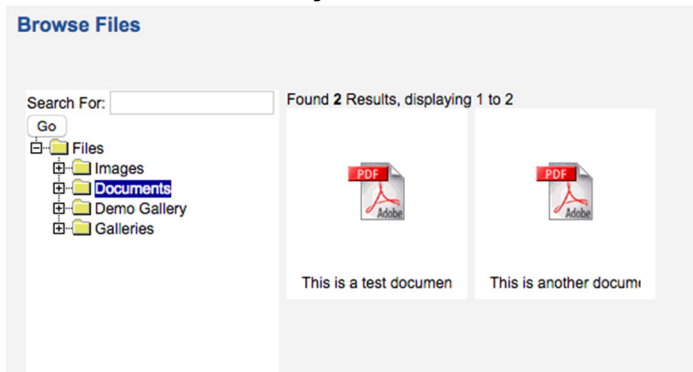 Browse Files
Search For:
Go
Files
Images
Documents
Demo Gallery
Galleries
Found 2 Results, displaying 1 to 2
PDF
Adobe
This is a test documen
PDF
Adobe
This is another docum